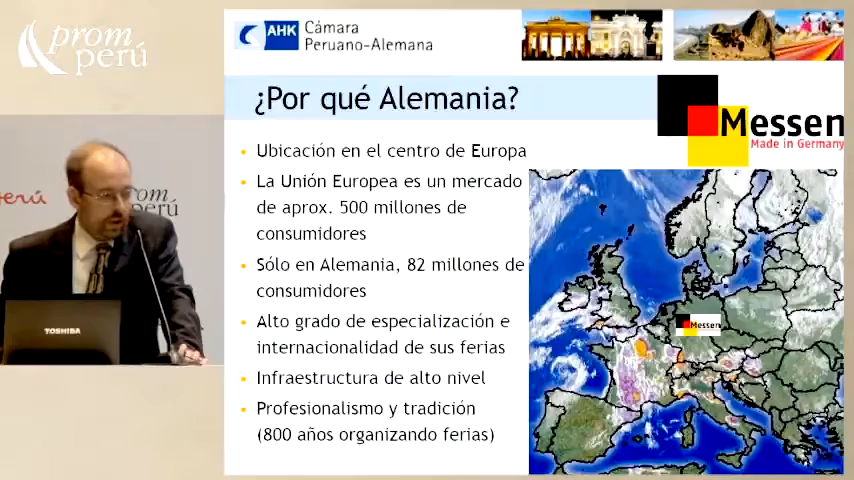 prom
perú
AHK
Cámara
Peruano-Alemana
¿Por qué Alemania?
Messen
Made in Germany
• Ubicación en el centro de Europa
• La Unión Europea es un mercado
de aprox. 500 millones de
consumidores
• Sólo en Alemania, 82 millones de
consumidores
• Alto grado de especialización e
internacionalidad de sus ferias
• Infraestructura de alto nivel
• Profesionalismo y tradición
(800 años organizando ferias)
Messen
perú
prom
perú
TOSHIBA